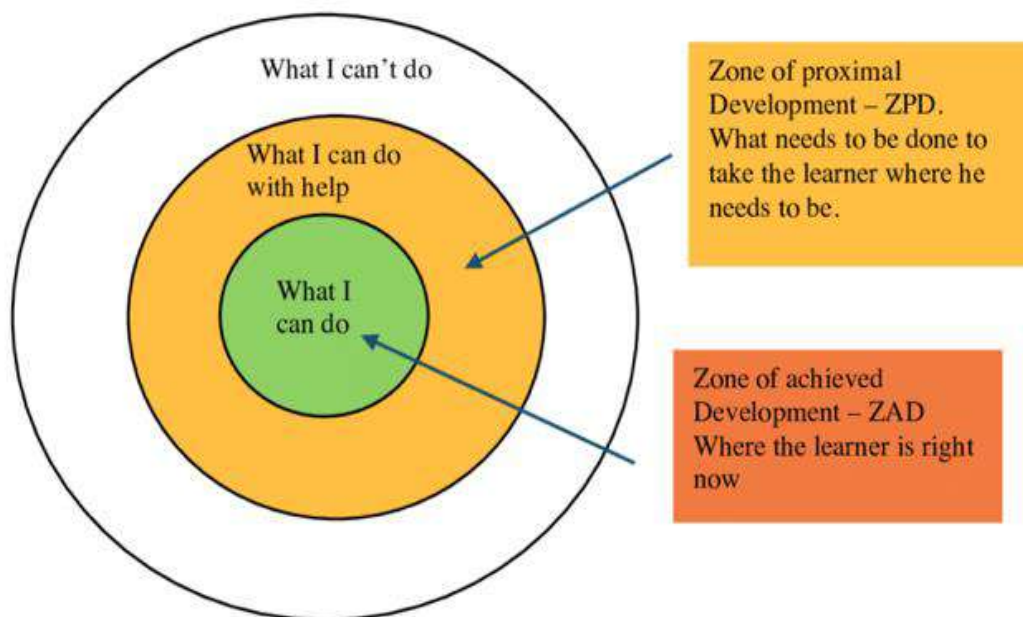 What I can't do
What I can do
with help
What I
can do
Zone of proximal
Development – ZPD.
What needs to be done to
take the learner where he
needs to be.
Zone of achieved
Development – ZAD
Where the learner is right
now